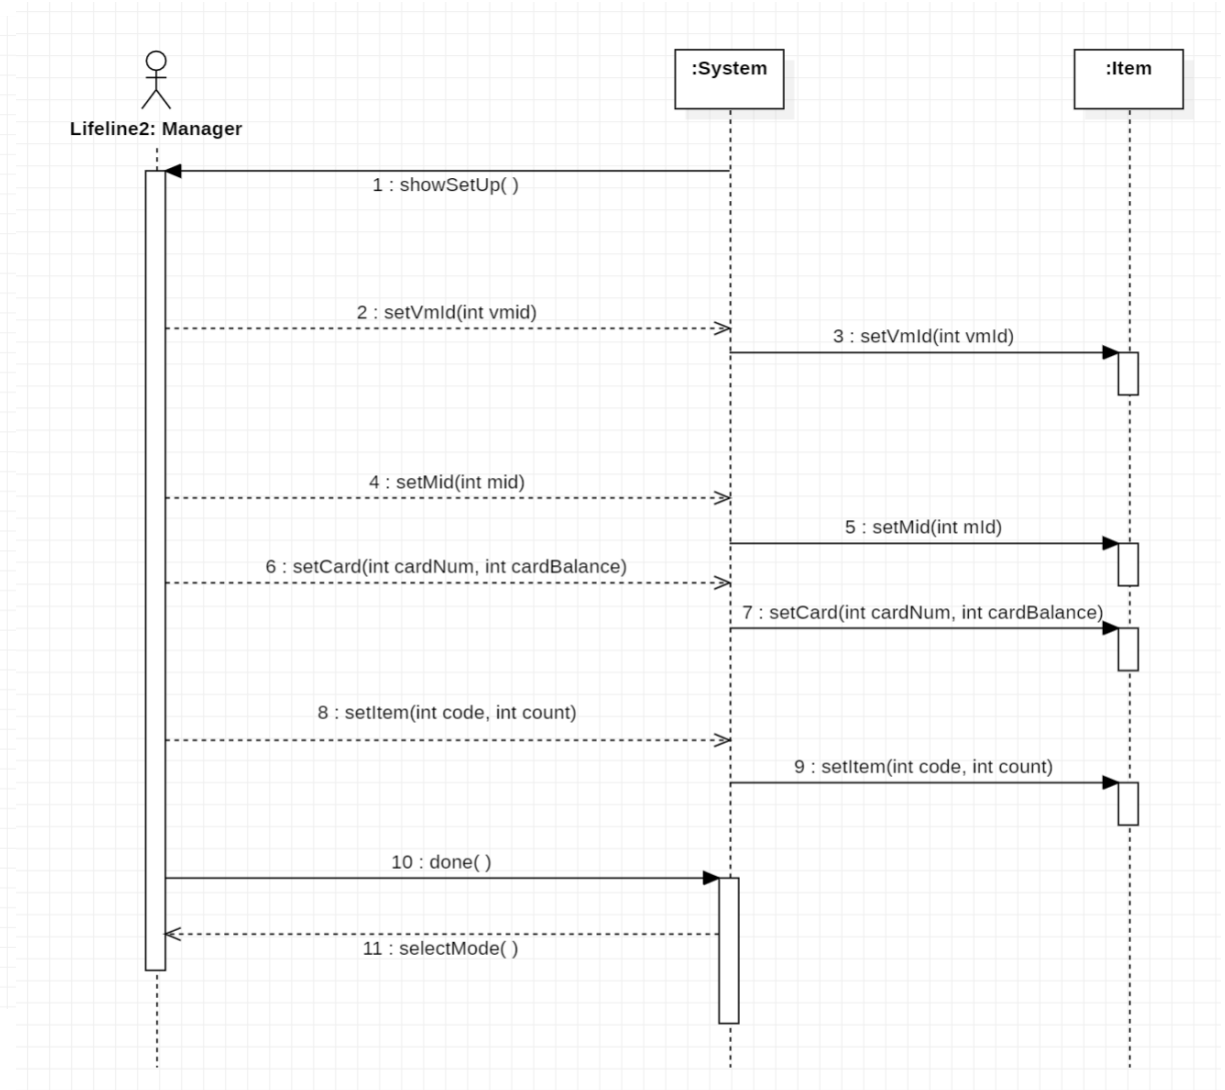 :System
:Item
Lifeline2: Manager
1 : showSetUp( )
2 : setVmId(int vmid)
3 : setVmId(int vmId)
4 : setMid(int mid)
5 : setMid(int mId)
6 : setCard(int cardNum, int cardBalance)
7 : setCard(int cardNum, int cardBalance)
8 : setItem(int code, int count)
9 : setItem(int code, int count)
10 : done( )
11 : selectMode( )